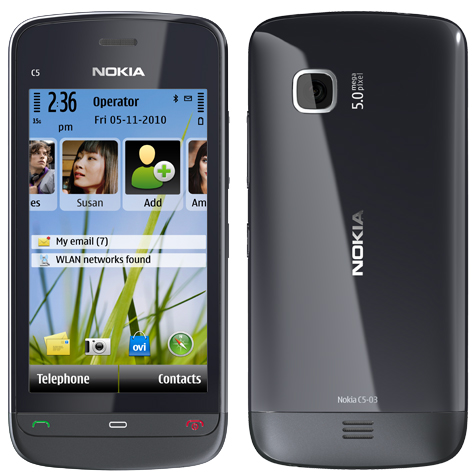 C5
NOKIA
2:36
pm
Operator
Fri 05-11-2010
es
Susan
Add
Am
My email (7)
WLAN networks found
ovi
Telephone
Contacts
5.0 mega
pixel
NOKIA
Nokia C5-03